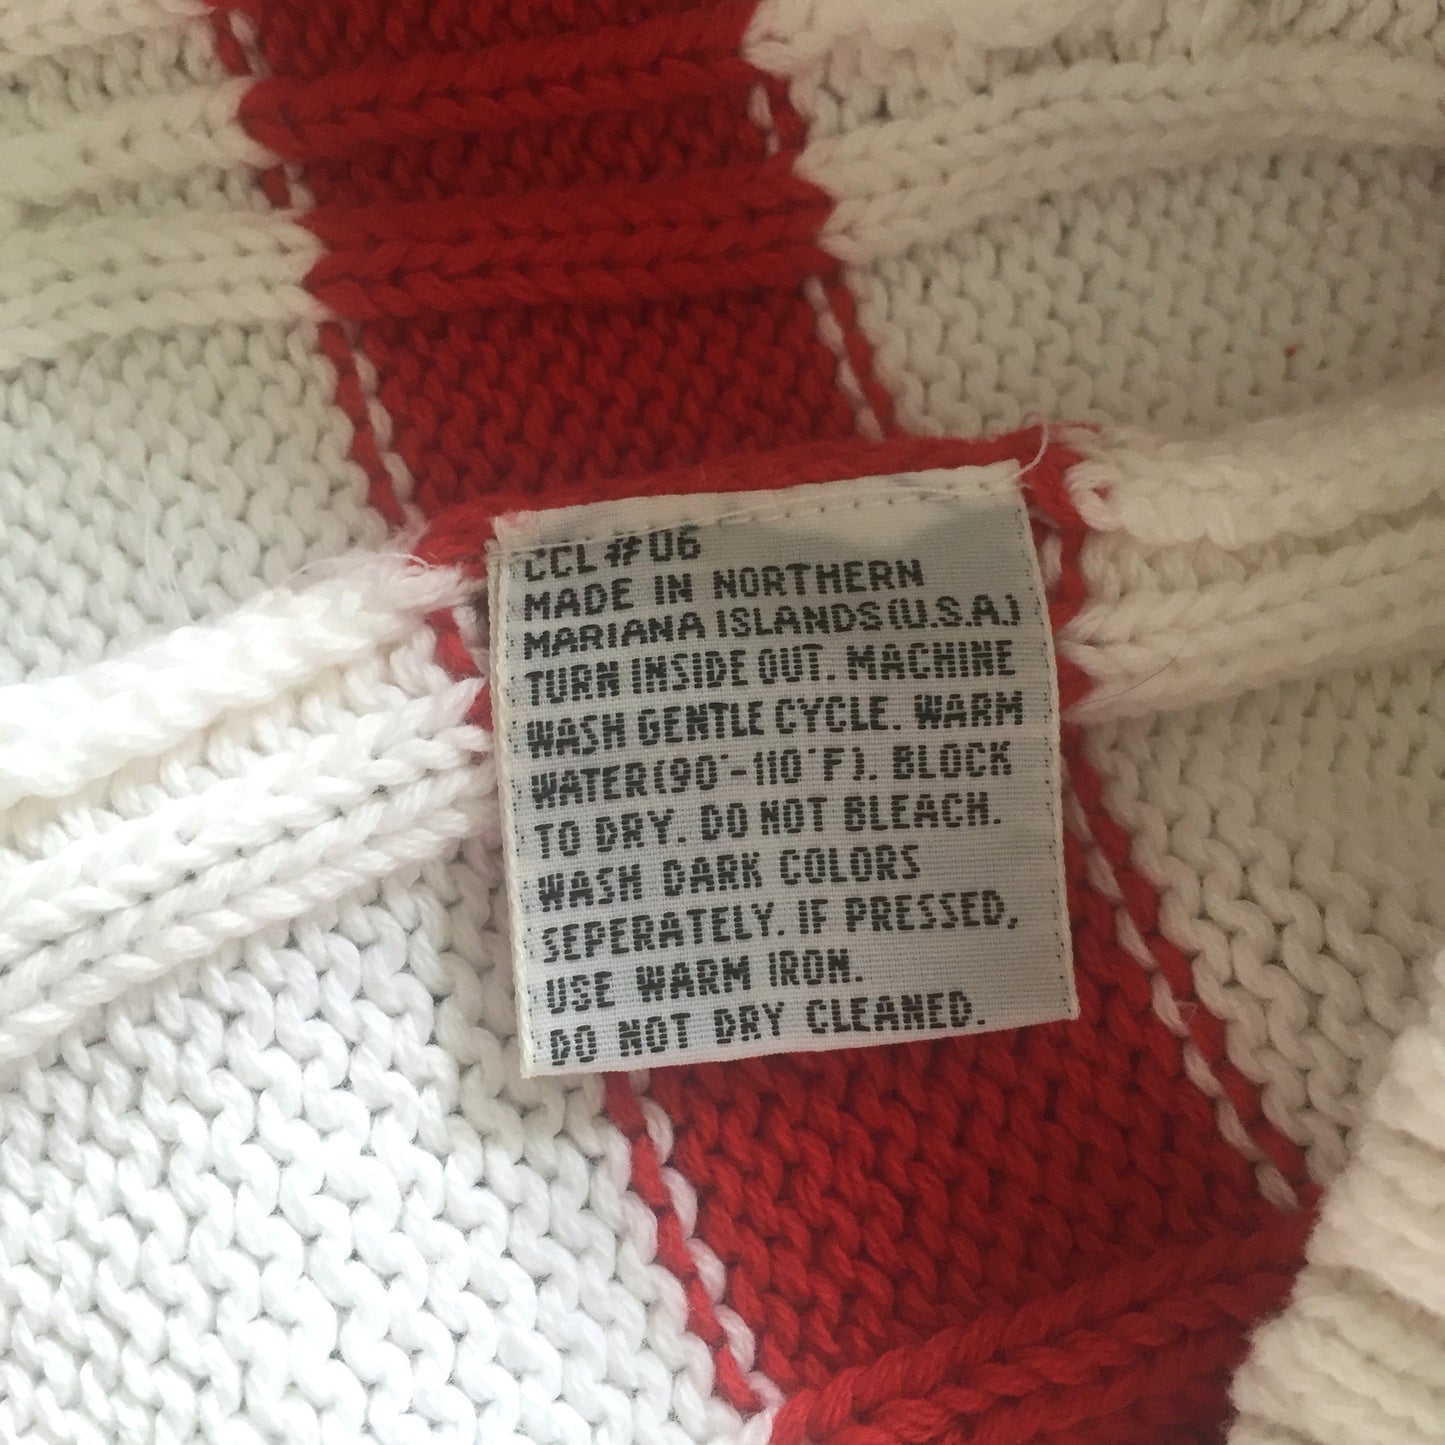 CCL #06
MADE IN NORTHERN
MARIANA ISLANDS(U.S.A.)
TURN INSIDE OUT. MACHINE
WASH GENTLE CYCLE. WARM
WATER(90°-110°F). BLOCK
TO DRY. DO NOT BLEACH.
WASH DARK COLORS
SEPERATELY. IF PRESSED,
USE WARM IRON.
DO NOT DRY CLEANED.